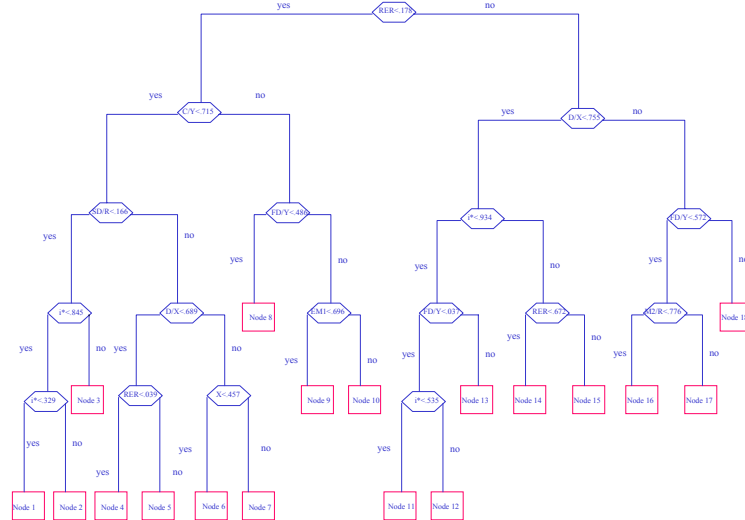 yes
RER<.178
no
yes
C/Y<.715
no
yes
D/X<.755
no
SD/R<.166
FD/Y<.486
i*<.934
FD/Y<.572
yes
no
yes
no
yes
no
yes
no
i*<.845
D/X<.689
Node 8
EM1<.696
FD/Y<.037
RER<.672
M2/R<.776
Node 18
yes
no
yes
no
yes
no
yes
no
yes
no
yes
no
i*<.329
Node 3
RER<.039
X<.457
Node 9
Node 10
i*<.535
Node 13
Node 14
Node 15
Node 16
Node 17
yes
no
yes
no
yes
no
yes
no
Node 1
Node 2
Node 4
Node 5
Node 6
Node 7
Node 11
Node 12